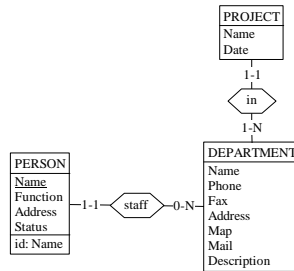 PROJECT
Name
Date
1-1
in
1-N
PERSON
Name
Function
Address
Status
id: Name
1-1
staff
0-N
DEPARTMENT
Name
Phone
Fax
Address
Map
Mail
Description